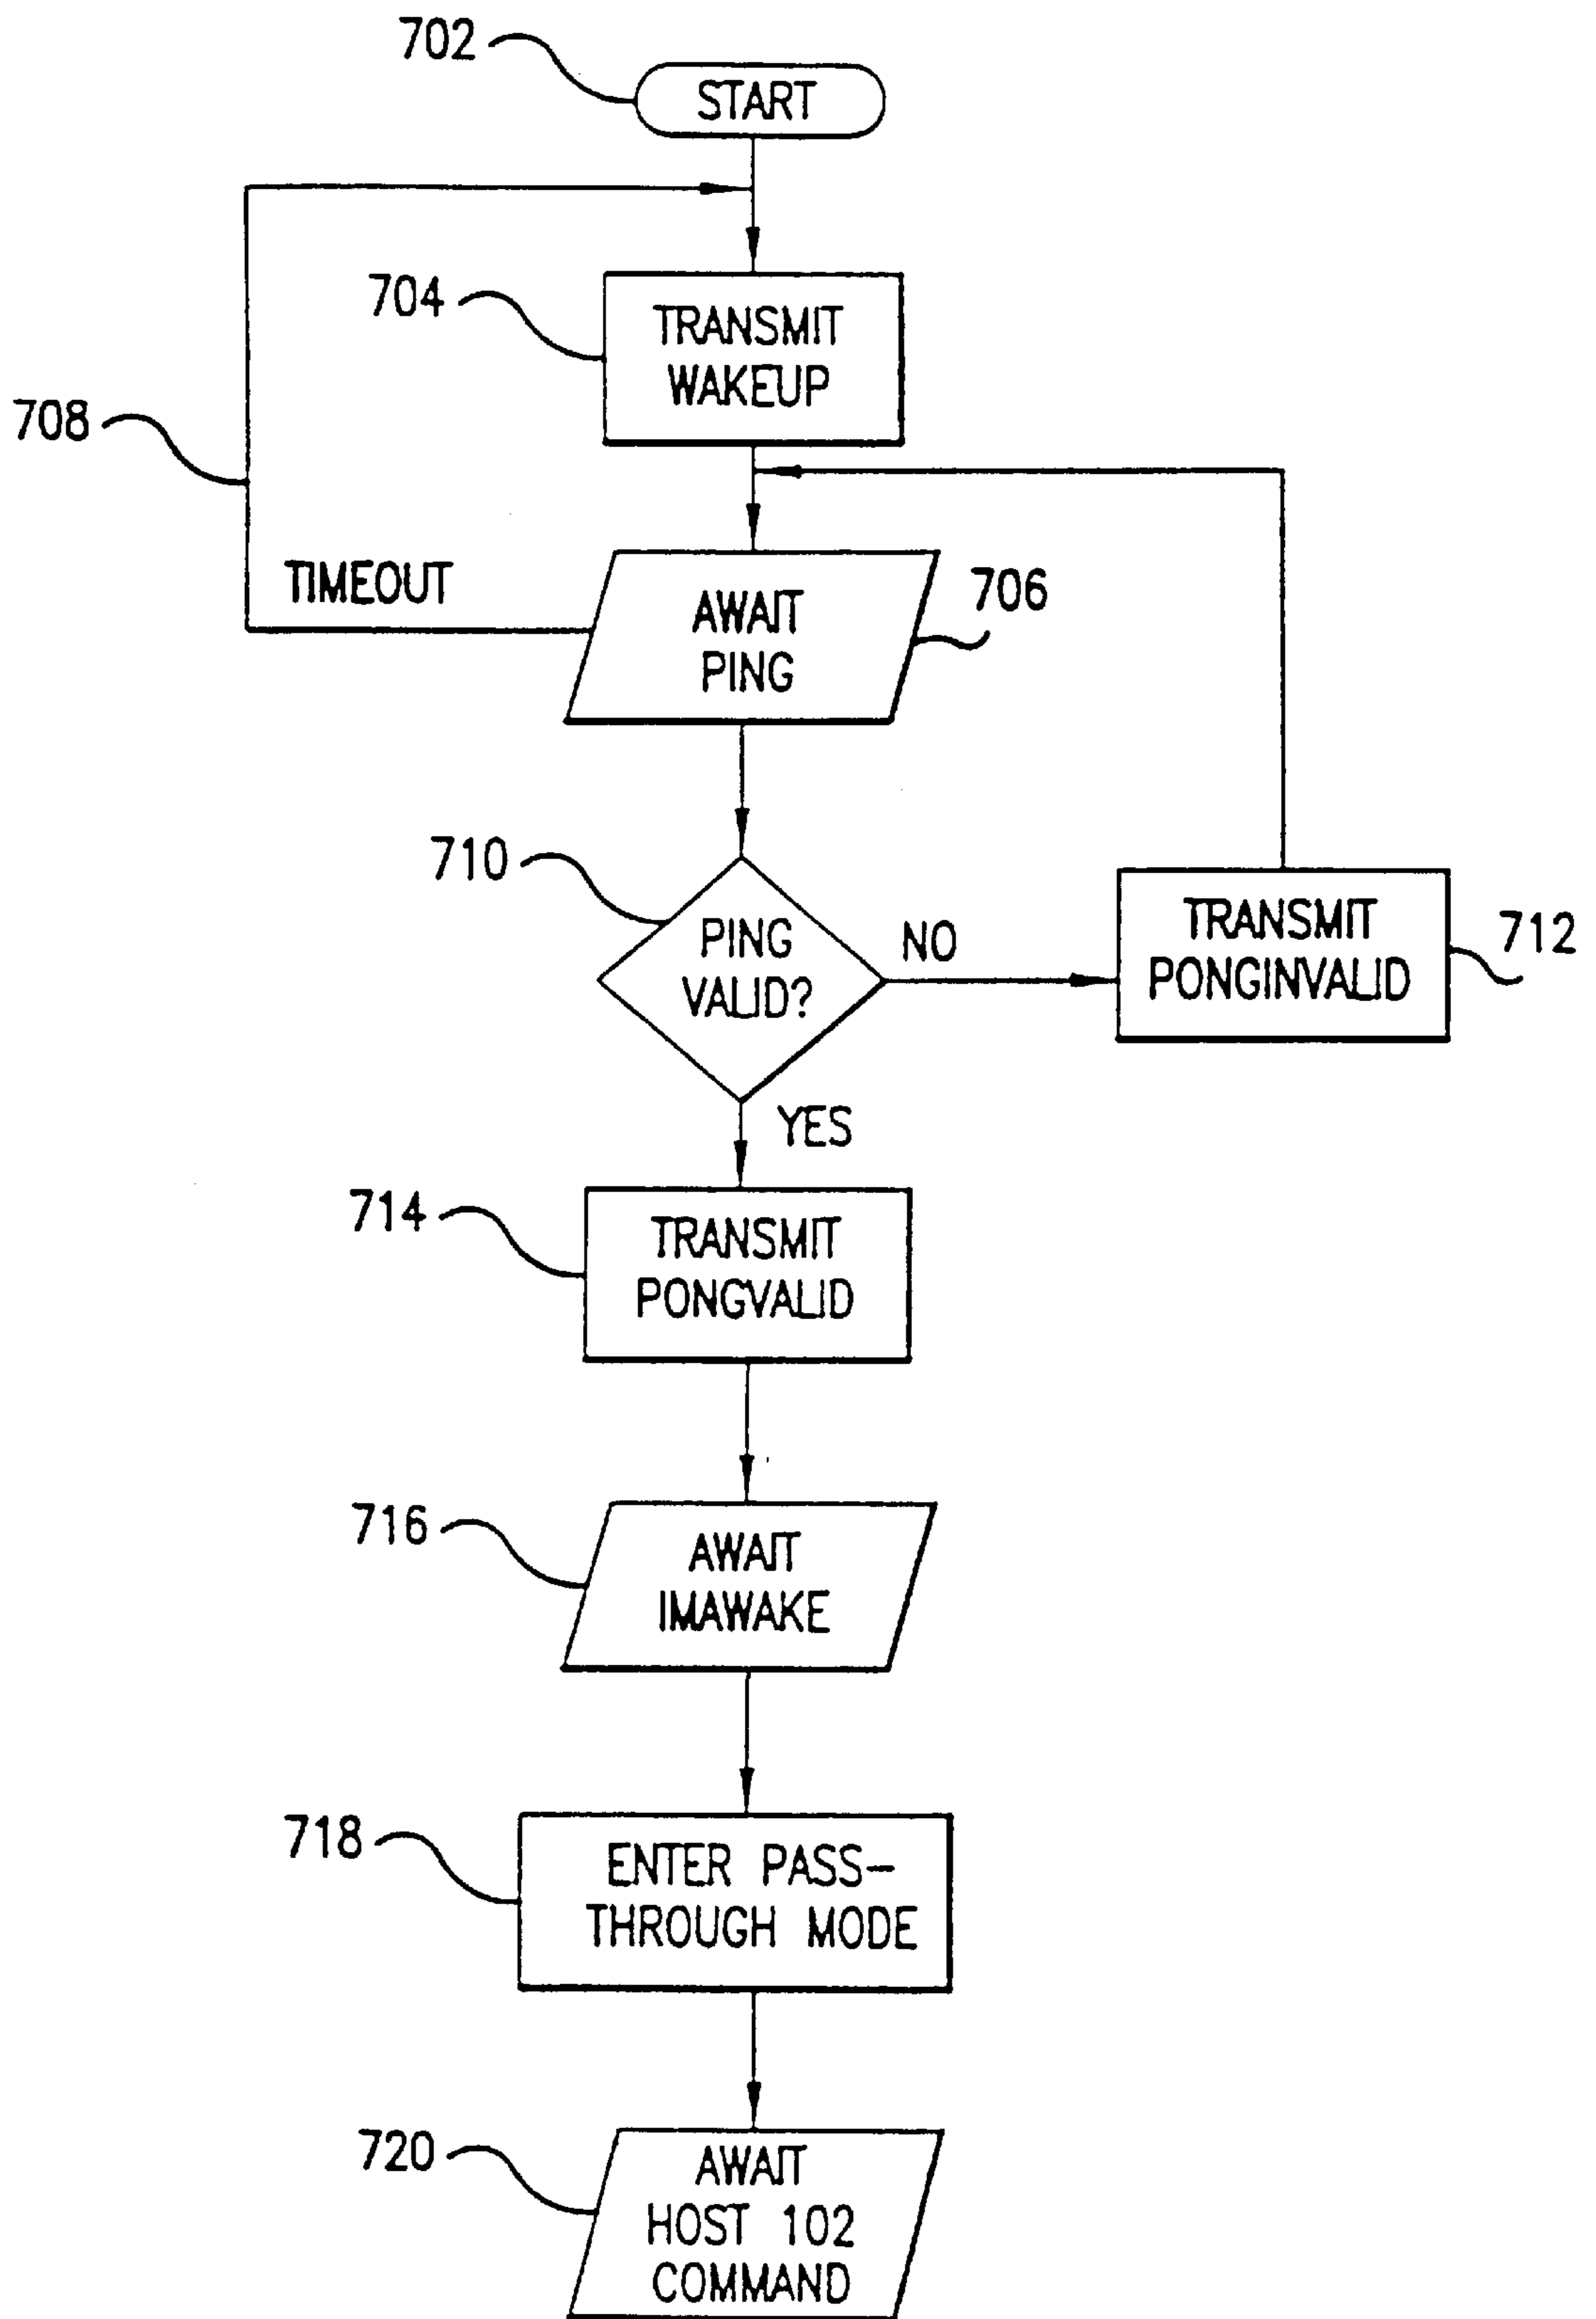 702
START
704
TRANSMIT
WAKEUP
708
TIMEOUT
AWAIT
PING
706
710
PING
VALID?
NO
TRANSMIT
PONGINVALID
712
YES
714
TRANSMIT
PONGVALID
716
AWAIT
IMAWAKE
718
ENTER PASS-
THROUGH MODE
720
AWAIT
HOST 102
COMMAND